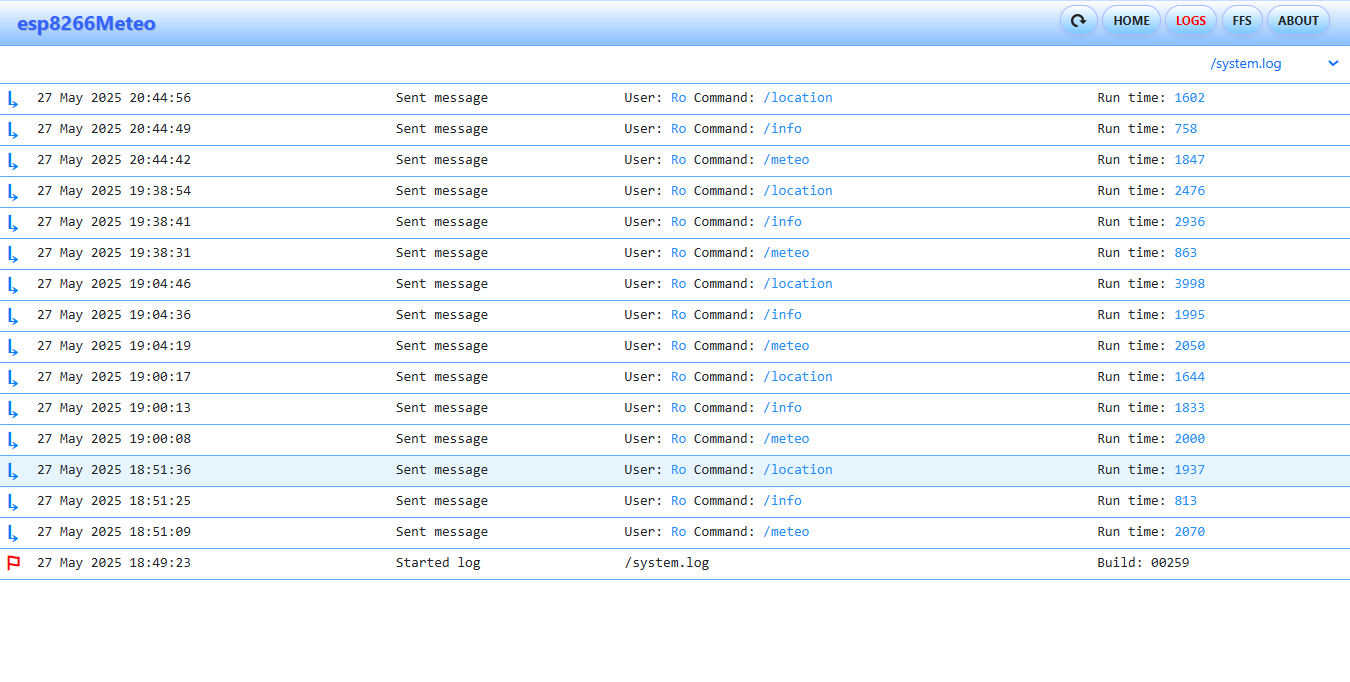 esp8266Meteo HOME LOGS FFS ABOUT
/system.log
27 May 2025 20:44:56 Sent message User: Ro Command: /location Run time: 1602
27 May 2025 20:44:49 Sent message User: Ro Command: /info Run time: 758
27 May 2025 20:44:42 Sent message User: Ro Command: /meteo Run time: 1847
27 May 2025 19:38:54 Sent message User: Ro Command: /location Run time: 2476
27 May 2025 19:38:41 Sent message User: Ro Command: /info Run time: 2936
27 May 2025 19:38:31 Sent message User: Ro Command: /meteo Run time: 863
27 May 2025 19:04:46 Sent message User: Ro Command: /location Run time: 3998
27 May 2025 19:04:36 Sent message User: Ro Command: /info Run time: 1995
27 May 2025 19:04:19 Sent message User: Ro Command: /meteo Run time: 2050
27 May 2025 19:00:17 Sent message User: Ro Command: /location Run time: 1644
27 May 2025 19:00:13 Sent message User: Ro Command: /info Run time: 1833
27 May 2025 19:00:08 Sent message User: Ro Command: /meteo Run time: 2000
27 May 2025 18:51:36 Sent message User: Ro Command: /location Run time: 1937
27 May 2025 18:51:25 Sent message User: Ro Command: /info Run time: 813
27 May 2025 18:51:09 Sent message User: Ro Command: /meteo Run time: 2070
27 May 2025 18:49:23 Started log /system.log Build: 00259